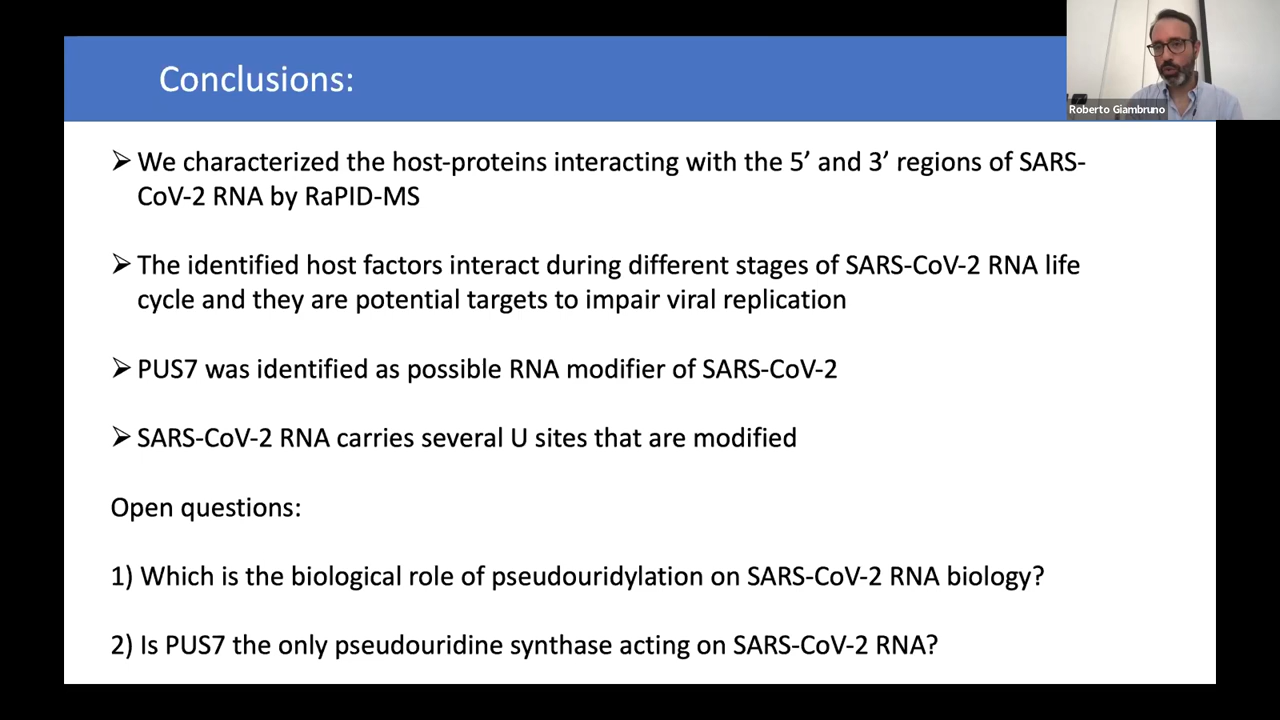 Conclusions:
Roberto Giambruno
➢ We characterized the host-proteins interacting with the 5’ and 3’ regions of SARS-
CoV-2 RNA by RaPID-MS
➢ The identified host factors interact during different stages of SARS-CoV-2 RNA life
cycle and they are potential targets to impair viral replication
➢ PUS7 was identified as possible RNA modifier of SARS-CoV-2
➢ SARS-CoV-2 RNA carries several U sites that are modified
Open questions:
1) Which is the biological role of pseudouridylation on SARS-CoV-2 RNA biology?
2) Is PUS7 the only pseudouridine synthase acting on SARS-CoV-2 RNA?